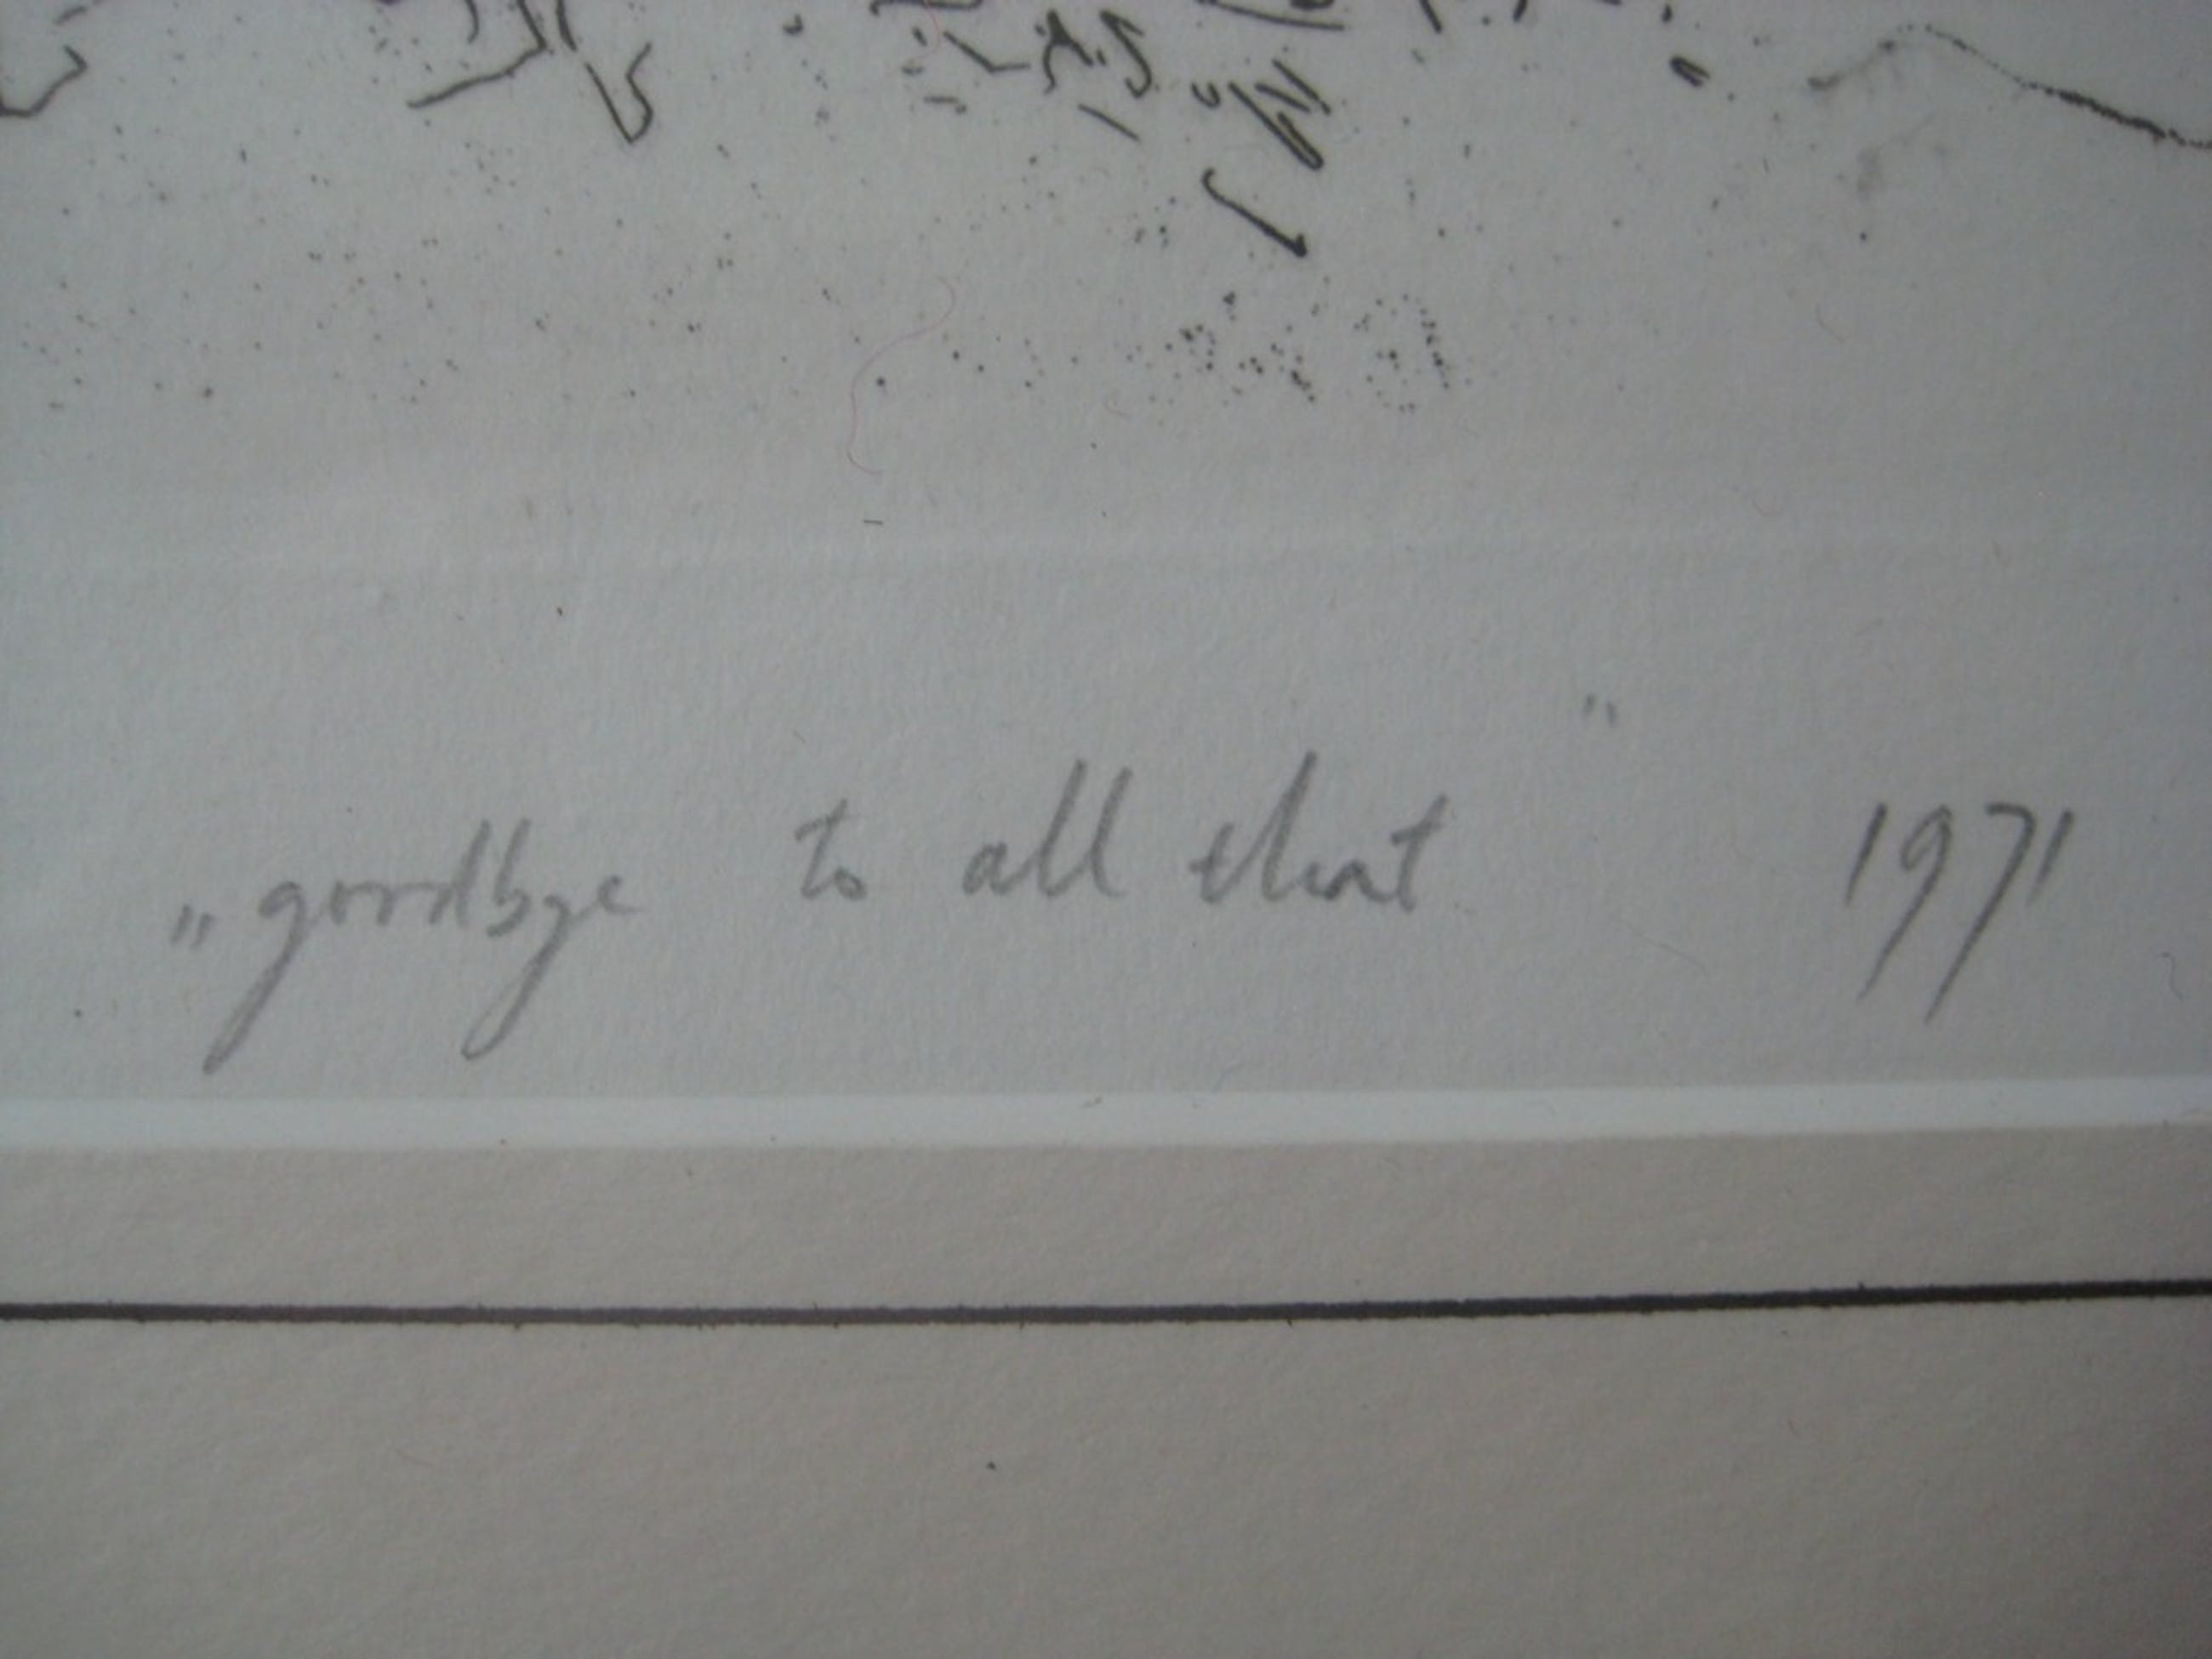 „goodbye to all that" 1971